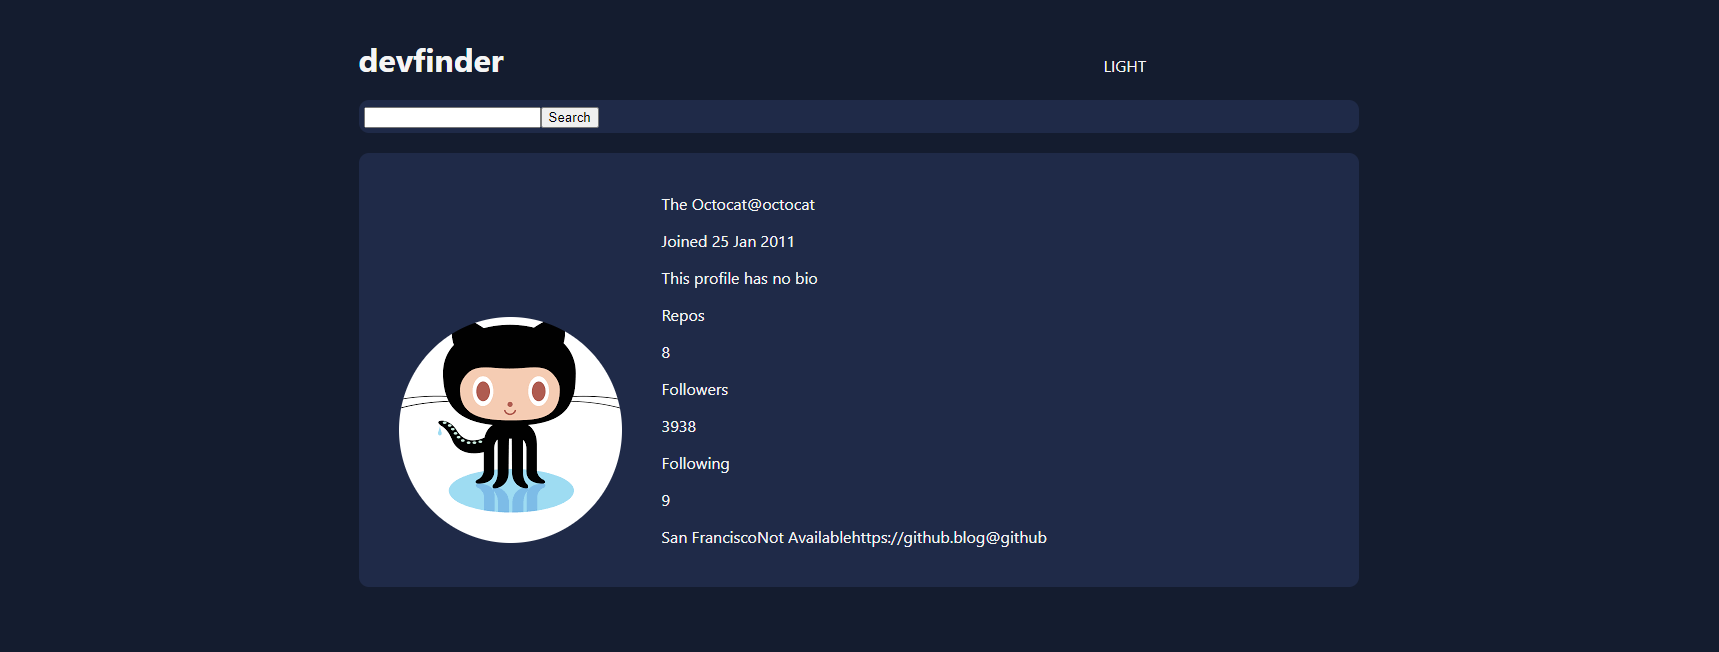 devfinder
LIGHT
Search
The Octocat@octocat
Joined 25 Jan 2011
This profile has no bio
Repos
8
Followers
3938
Following
9
San FranciscoNot Availablehttps://github.blog@github